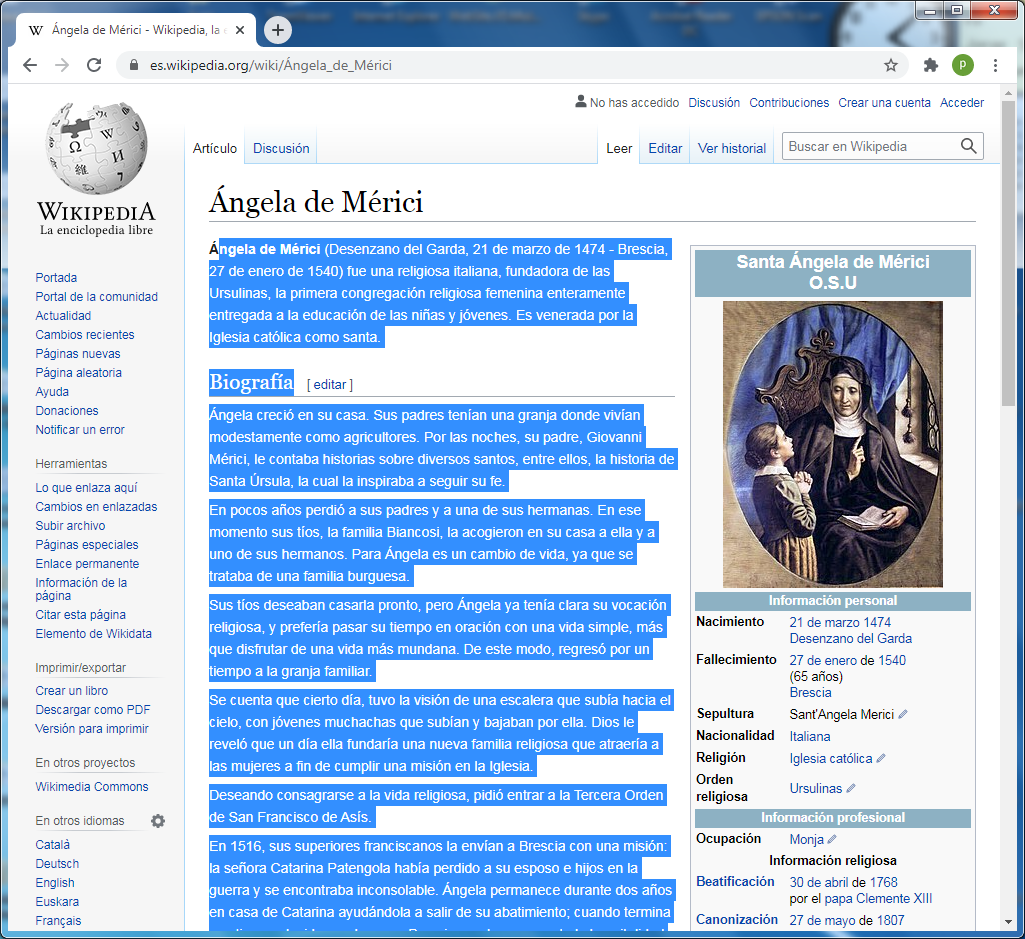 Ángela de Mérici - Wikipedia, la
es.wikipedia.org/wiki/Ángela_de_Mérici
P
No has accedido Discusión Contribuciones Crear una cuenta Acceder
Artículo Discusión Leer Editar Ver historial Buscar en Wikipedia
WIKIPEDIA
La enciclopedia libre
Portada
Portal de la comunidad
Actualidad
Cambios recientes
Páginas nuevas
Página aleatoria
Ayuda
Donaciones
Notificar un error
Herramientas
Lo que enlaza aquí
Cambios en enlazadas
Subir archivo
Páginas especiales
Enlace permanente
Información de la
página
Citar esta página
Elemento de Wikidata
Imprimir/exportar
Crear un libro
Descargar como PDF
Versión para imprimir
En otros proyectos
Wikimedia Commons
En otros idiomas
Català
Deutsch
English
Euskara
Français
Ángela de Mérici
Ángela de Mérici (Desenzano del Garda, 21 de marzo de 1474 - Brescia,
27 de enero de 1540) fue una religiosa italiana, fundadora de las
Ursulinas, la primera congregación religiosa femenina enteramente
entregada a la educación de las niñas y jóvenes. Es venerada por la
Iglesia católica como santa.
Biografía [ editar ]
Ángela creció en su casa. Sus padres tenían una granja donde vivían
modestamente como agricultores. Por las noches, su padre, Giovanni
Mérici, le contaba historias sobre diversos santos, entre ellos, la historia de
Santa Úrsula, la cual la inspiraba a seguir su fe.
En pocos años perdió a sus padres y a una de sus hermanas. En ese
momento sus tíos, la familia Biancosi, la acogieron en su casa a ella y a
uno de sus hermanos. Para Ángela es un cambio de vida, ya que se
trataba de una familia burguesa.
Sus tíos deseaban casarla pronto, pero Ángela ya tenía clara su vocación
religiosa, y prefería pasar su tiempo en oración con una vida simple, más
que disfrutar de una vida más mundana. De este modo, regresó por un
tiempo a la granja familiar.
Se cuenta que cierto día, tuvo la visión de una escalera que subía hacia el
cielo, con jóvenes muchachas que subían y bajaban por ella. Dios le
reveló que un día ella fundaría una nueva familia religiosa que atraería a
las mujeres a fin de cumplir una misión en la Iglesia.
Deseando consagrarse a la vida religiosa, pidió entrar a la Tercera Orden
de San Francisco de Asís.
En 1516, sus superiores franciscanos la envían a Brescia con una misión:
la señora Catarina Patengola había perdido a su esposo e hijos en la
guerra y se encontraba inconsolable. Ángela permanece durante dos años
en casa de Catarina ayudándola a salir de su abatimiento; cuando termina
Santa Ángela de Mérici
O.S.U
Información personal
Nacimiento 21 de marzo 1474
Desenzano del Garda
Fallecimiento 27 de enero de 1540
(65 años)
Brescia
Sepultura Sant'Angela Merici
Nacionalidad Italiana
Religión Iglesia católica
Orden
religiosa Ursulinas
Información profesional
Ocupación Monja
Información religiosa
Beatificación 30 de abril de 1768
por el papa Clemente XIII
Canonización 27 de mayo de 1807